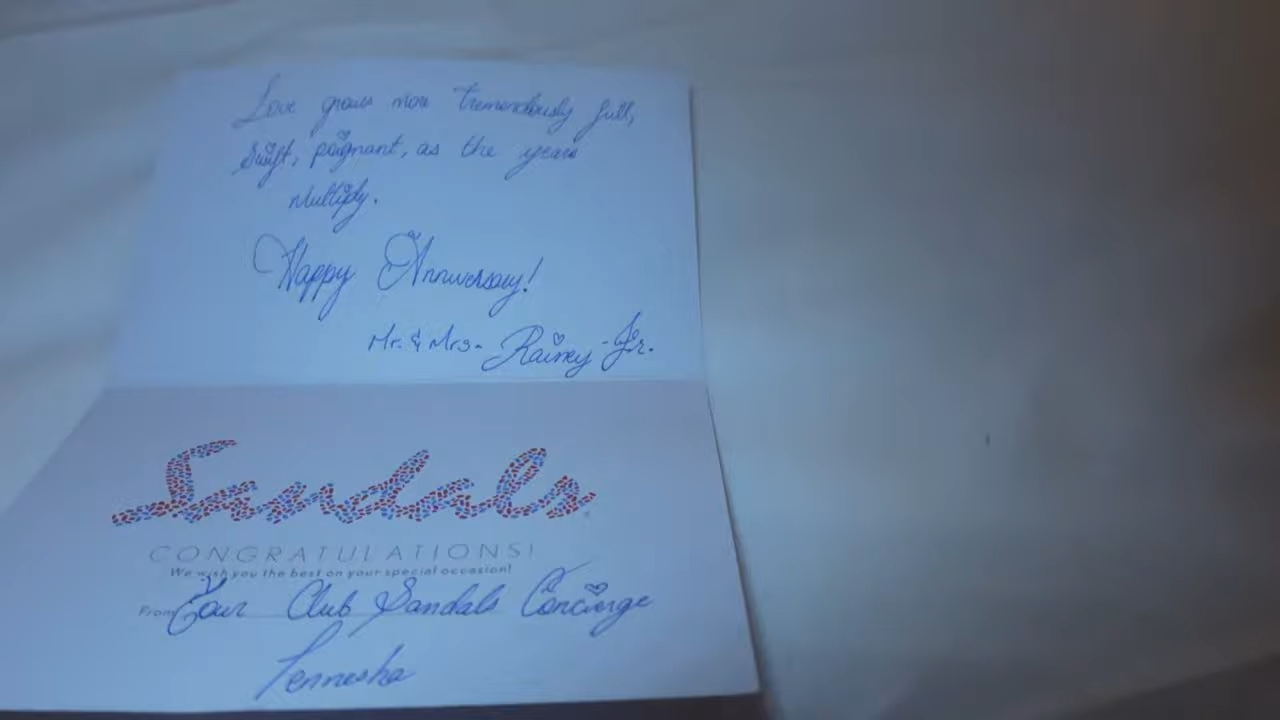 Love grows more tremendously full,
swift, poignant, as the years
multiply.
Happy Anniversary!
Mr. & Mrs. Rainey Jr.
Sandals
CONGRATULATIONS!
We wish you the best on your special occasion!
From Your Club Sandals Concierge